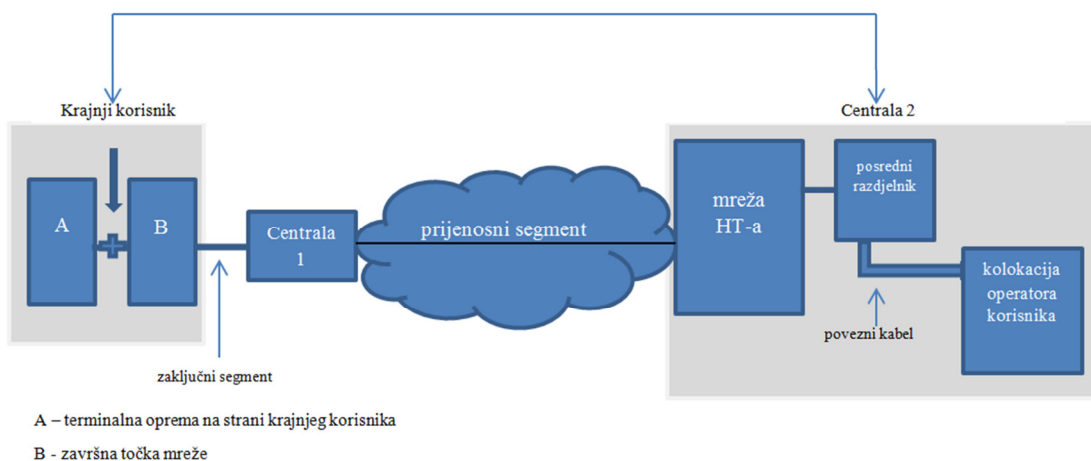 Krajnji korisnik
Centrala 2
A
B
Centrala
1
prijenosni segment
mreža
HT-a
posredni
razdjelnik
kolokacija
operatora
korisnika
povezni kabel
zaključni segment
A – terminalna oprema na strani krajnjeg korisnika
B - završna točka mreže